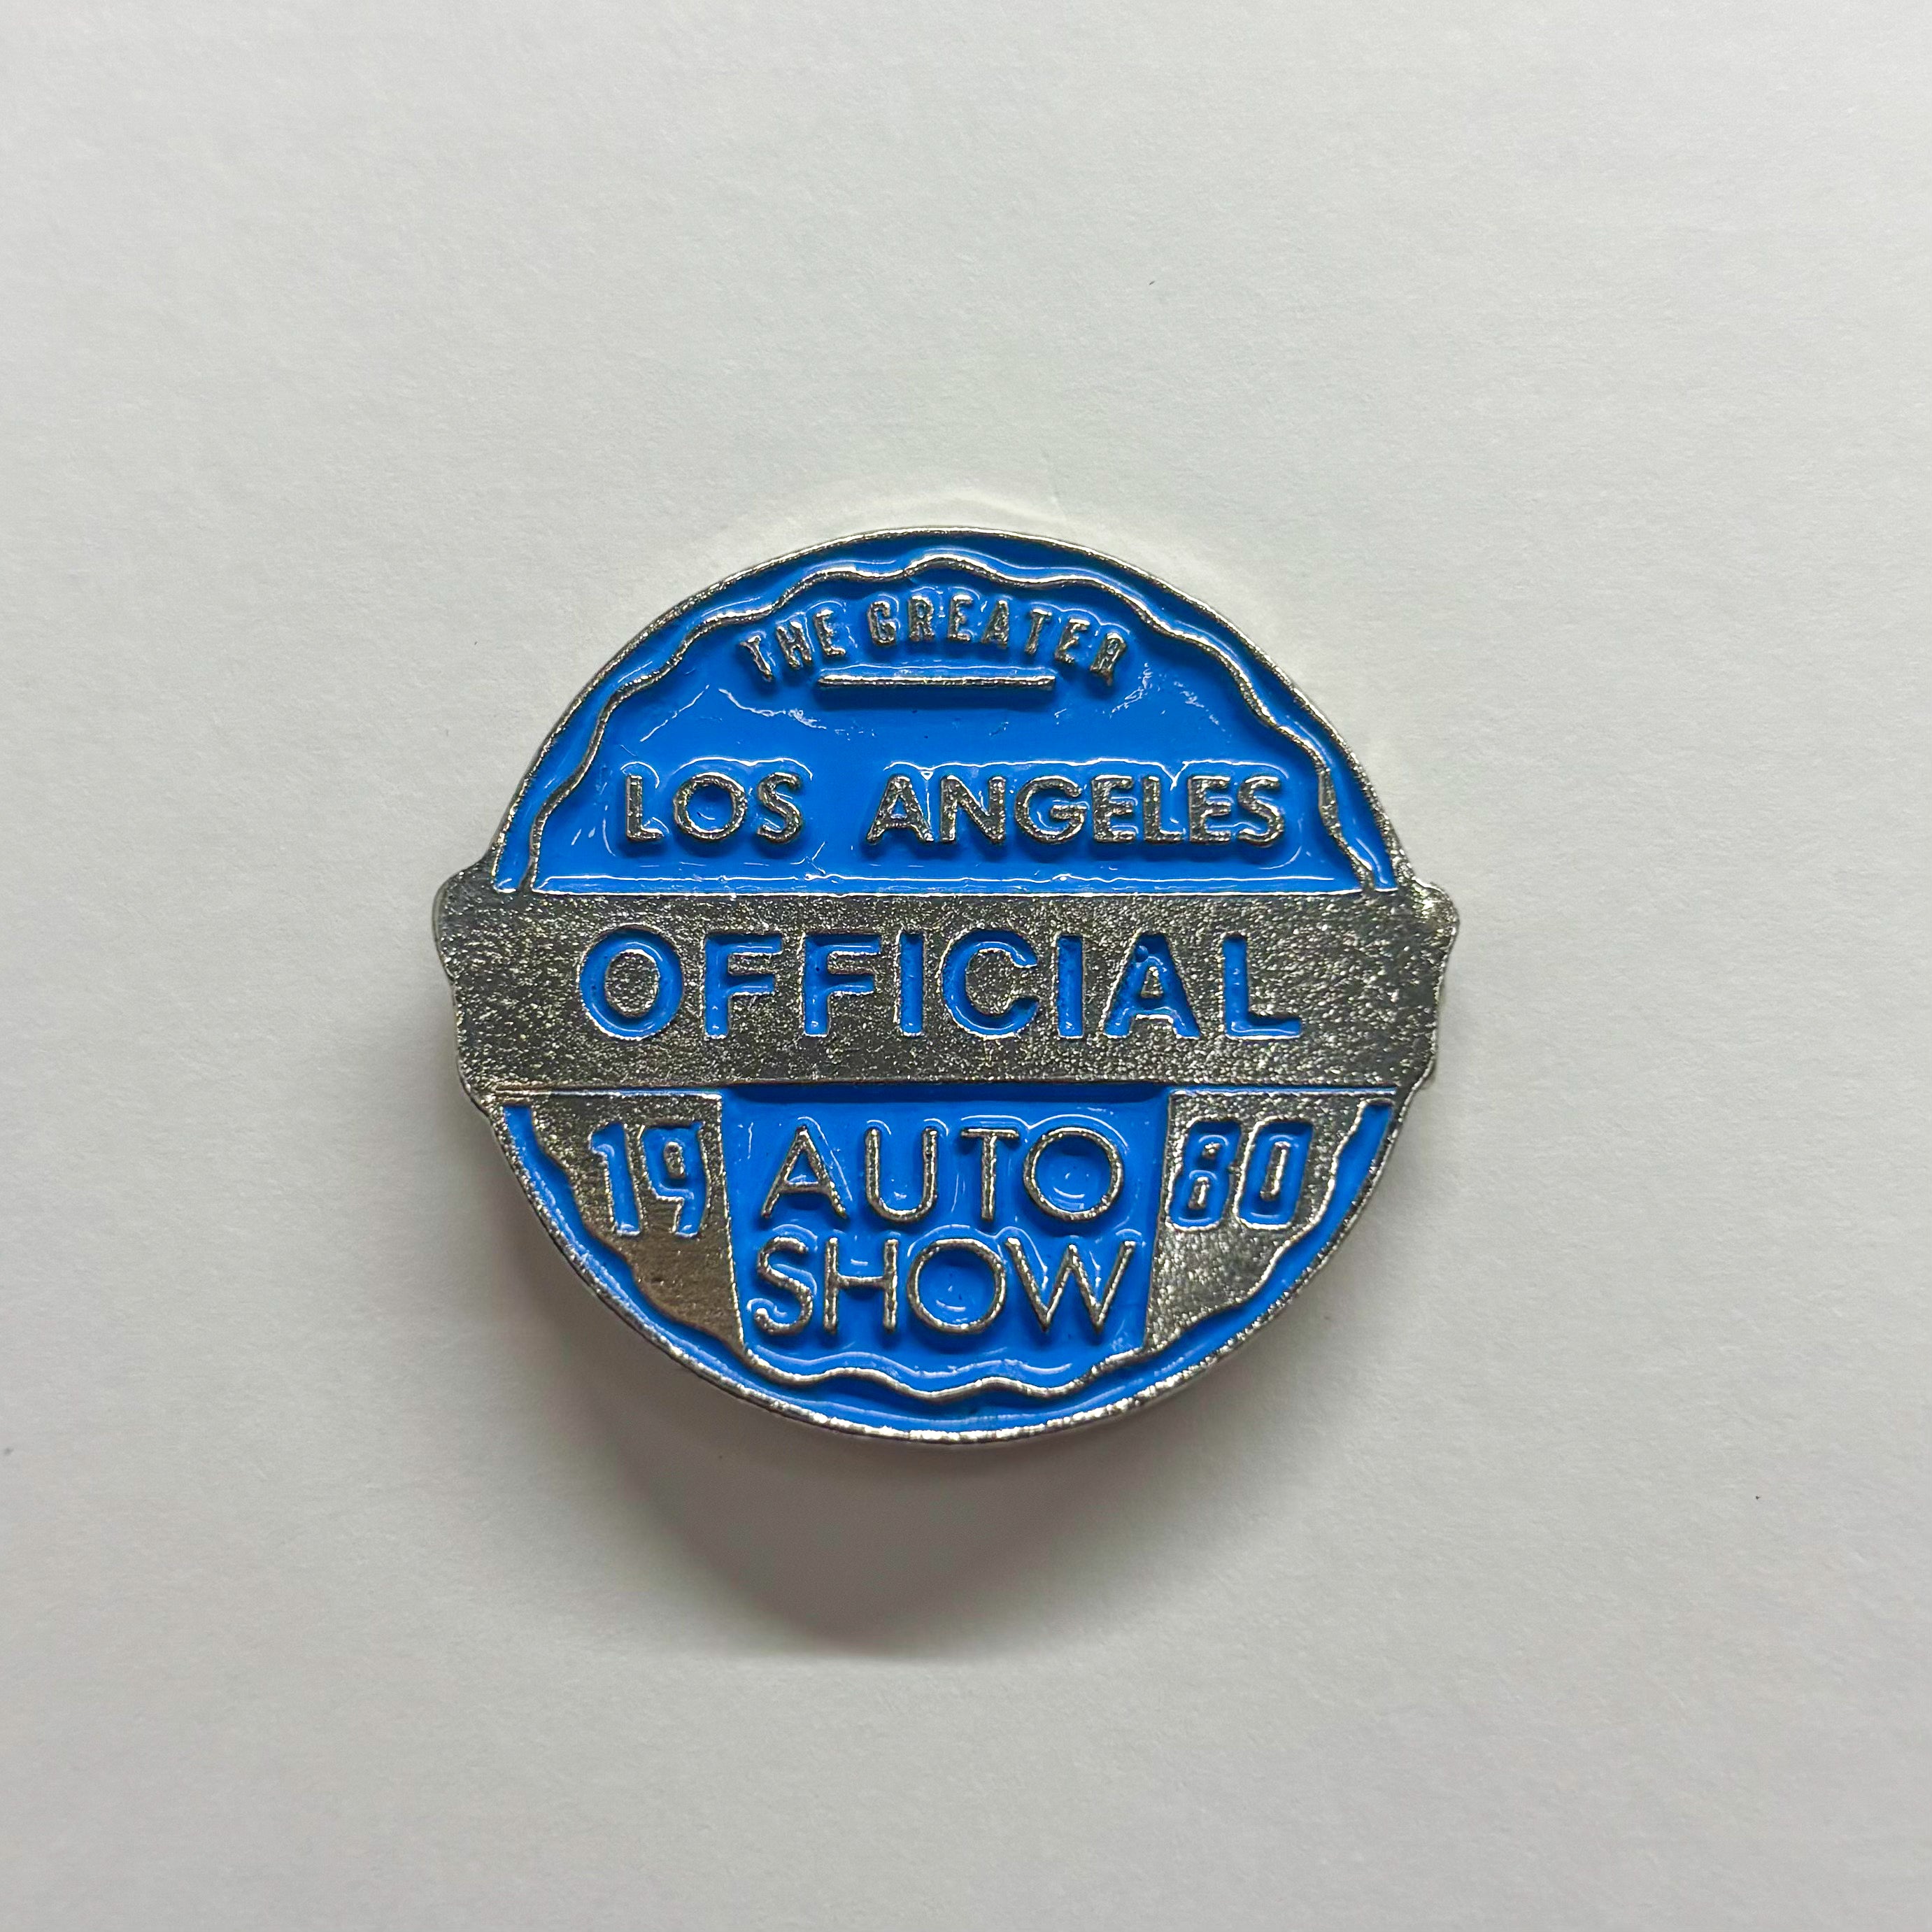 THE GREATER
LOS ANGELES
OFFICIAL
19 AUTO 80
SHOW